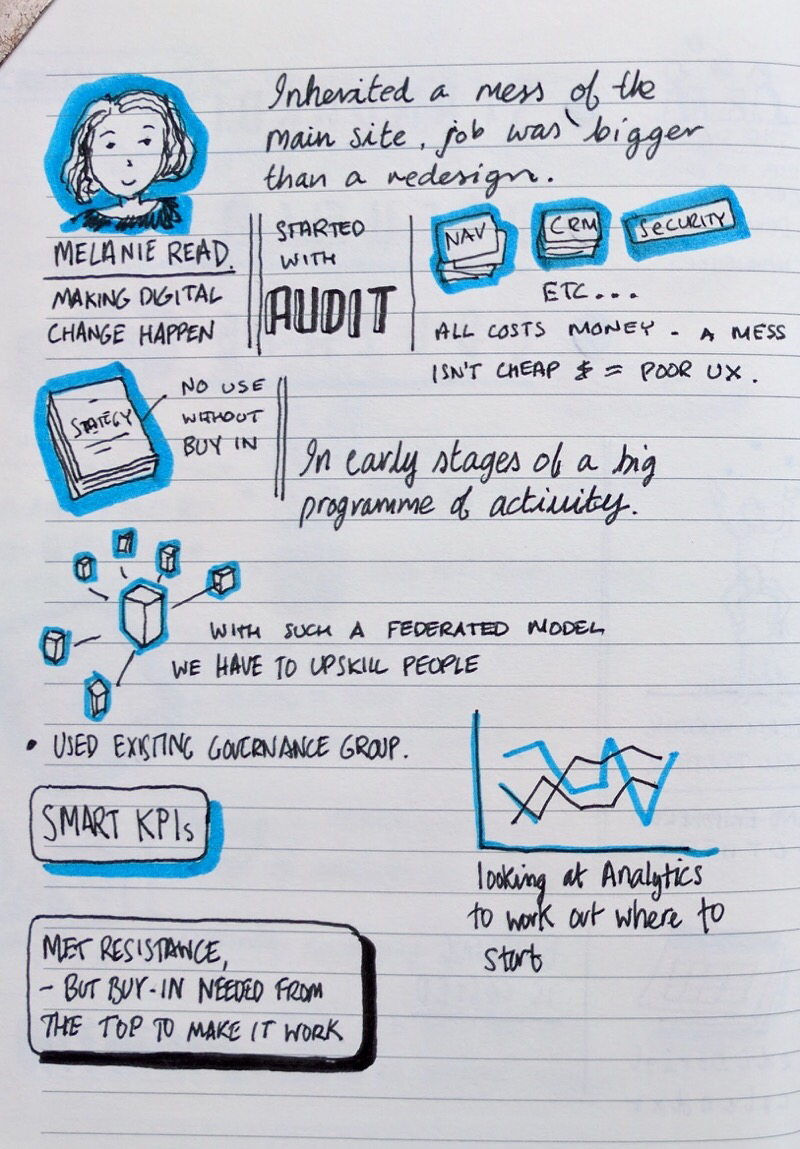 Inherited a mess of the
main site, job was bigger
than a redesign.
MELANIE READ.
MAKING DIGITAL
CHANGE HAPPEN
STARTED
WITH
AUDIT
NAV
CRM
SECURITY
ETC...
ALL COSTS MONEY - A MESS
ISN'T CHEAP $ = POOR UX.
STATEGY
NO USE
WITHOUT
BUY IN
In early stages of a big
programme of activity.
WITH SUCH A FEDERATED MODEL
WE HAVE TO UPSKILL PEOPLE
• USED EXISTING GOVERNANCE GROUP.
SMART KPIs
looking at Analytics
to work out where to
start
MET RESISTANCE,
- BUT BUY-IN NEEDED FROM
THE TOP TO MAKE IT WORK